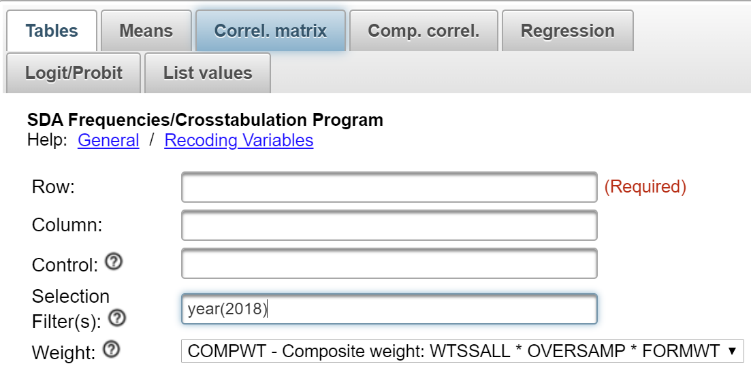 Tables Means Correl. matrix Comp. correl. Regression
Logit/Probit List values
SDA Frequencies/Crosstabulation Program
Help: General / Recoding Variables
Row: (Required)
Column:
Control: ?
Selection
Filter(s): ? year(2018)
Weight: ? COMPWT - Composite weight: WTSSALL * OVERSAMP * FORMWT